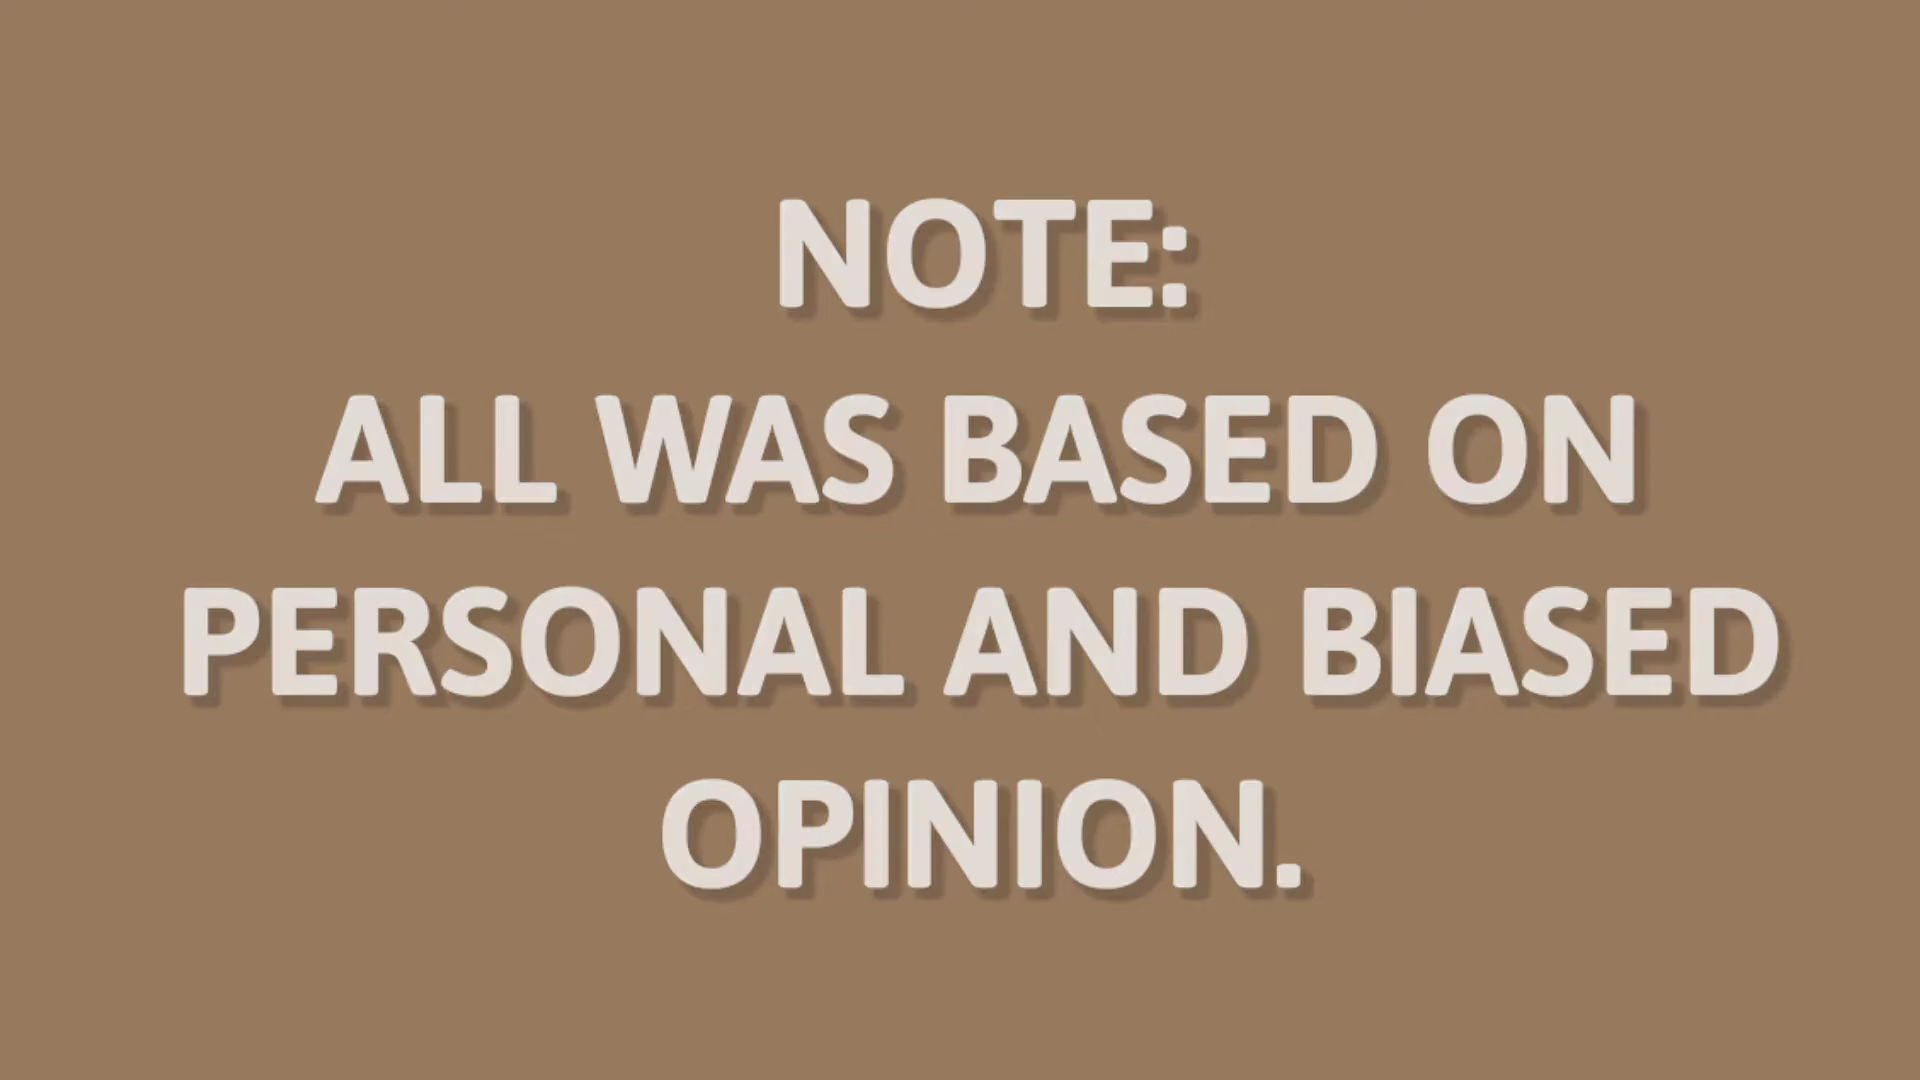 NOTE:
ALL WAS BASED ON
PERSONAL AND BIASED
OPINION.